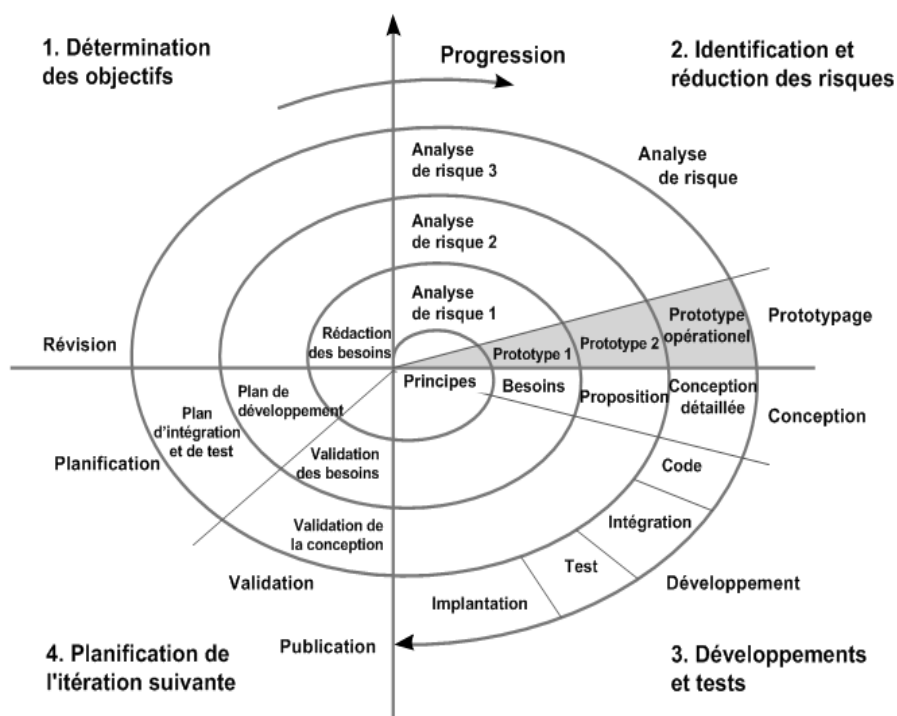 1. Détermination
des objectifs
Progression
2. Identification et
réduction des risques
Analyse
de risque 3
Analyse
de risque
Analyse
de risque 2
Analyse
de risque 1
Prototype
opérationel
Prototypage
Révision
Rédaction
des besoins
Prototype 1
Prototype 2
Principes
Besoins
Proposition
Conception
détaillée
Conception
Plan de
développement
Plan
d'intégration
et de test
Planification
Validation
des besoins
Code
Intégration
Validation de
la conception
Test
Développement
Validation
Implantation
Publication
4. Planification de
l'itération suivante
3. Développements
et tests